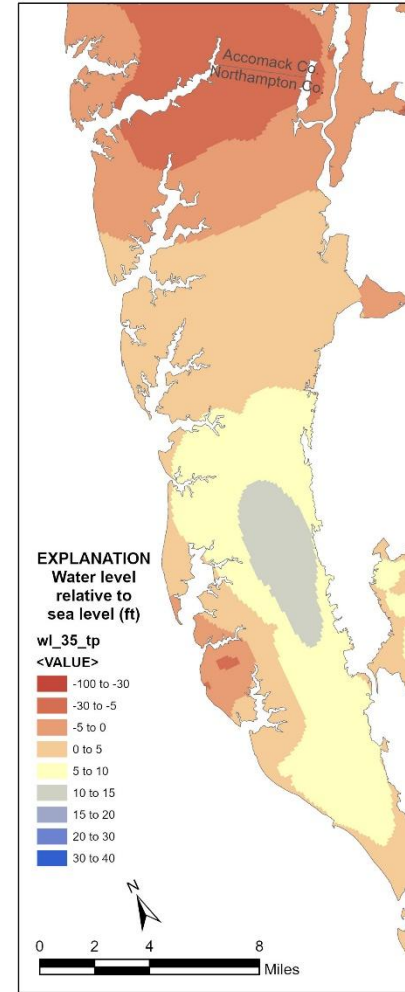 Accomack Co.
Northampton Co.
EXPLANATION
Water level
relative to
sea level (ft)
wl_35_tp
<VALUE>
-100 to -30
-30 to -5
-5 to 0
0 to 5
5 to 10
10 to 15
15 to 20
20 to 30
30 to 40
N
0 2 4 8
Miles